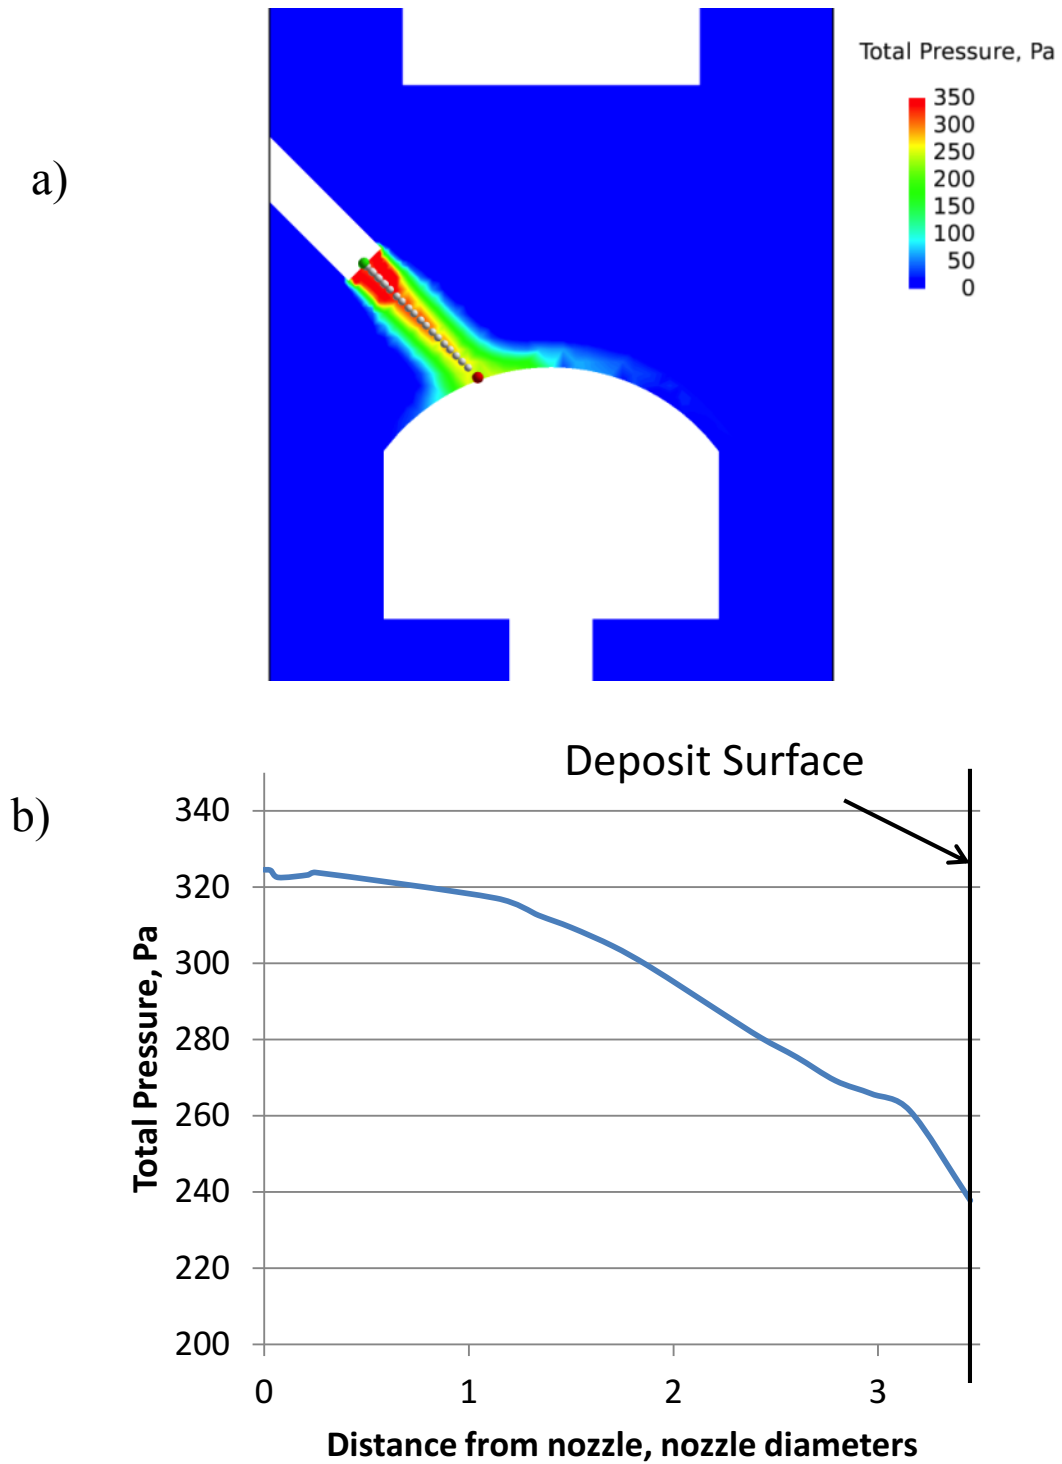 Total Pressure, Pa
350
300
250
200
150
100
50
0
a)
Deposit Surface
b)
340
320
300
280
260
240
220
200
Total Pressure, Pa
0 1 2 3
Distance from nozzle, nozzle diameters